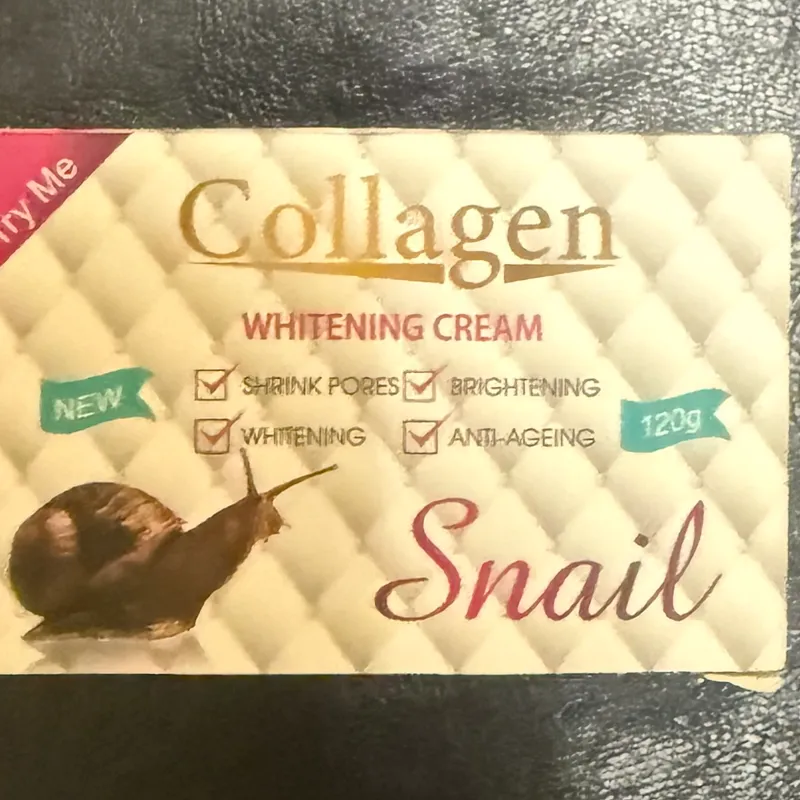 Try Me
Collagen
WHITENING CREAM
SHRINK PORES BRIGHTENING
WHITENING ANTI-AGEING
NEW
120g
Snail